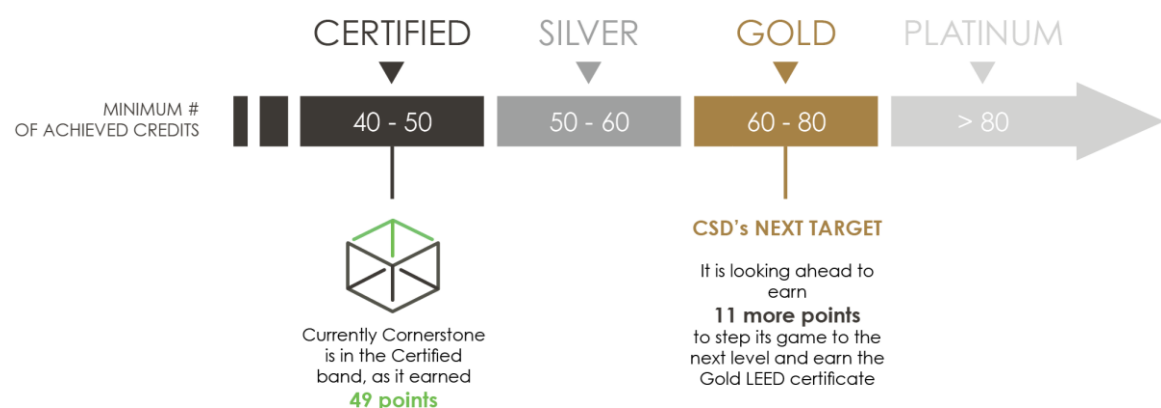 CERTIFIED
SILVER
GOLD
PLATINUM
MINIMUM #
OF ACHIEVED CREDITS
40 - 50
50 - 60
60 - 80
> 80
Currently Cornerstone
is in the Certified
band, as it earned
49 points
CSD's NEXT TARGET
It is looking ahead to
earn
11 more points
to step its game to the
next level and earn the
Gold LEED certificate